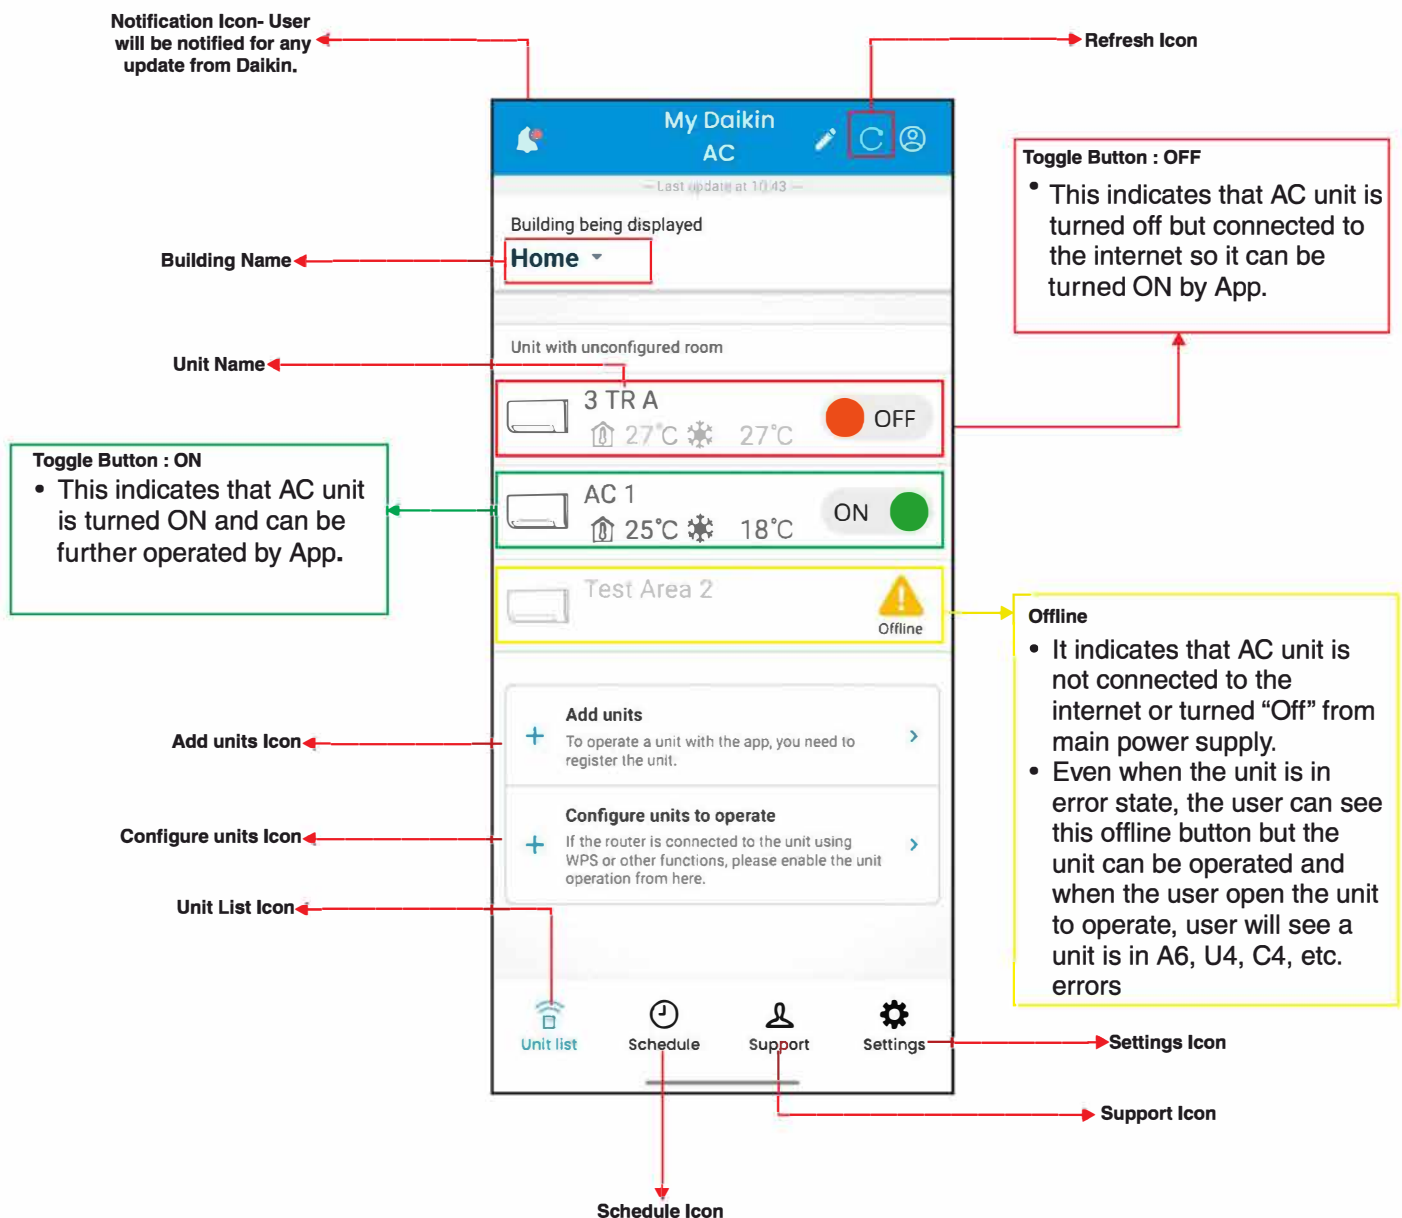 Notification Icon- User
will be notified for any
update from Daikin.
Refresh Icon
My Daikin
AC
Last update at 10:43
Building being displayed
Home
Building Name
Toggle Button : OFF
• This indicates that AC unit is
turned off but connected to
the internet so it can be
turned ON by App.
Unit with unconfigured room
Unit Name
3 TR A
27°C 27°C
OFF
Toggle Button : ON
• This indicates that AC unit
is turned ON and can be
further operated by App.
AC 1
25°C 18°C
ON
Test Area 2
Offline
Offline
• It indicates that AC unit is
not connected to the
internet or turned “Off” from
main power supply.
• Even when the unit is in
error state, the user can see
this offline button but the
unit can be operated and
when the user open the unit
to operate, user will see a
unit is in A6, U4, C4, etc.
errors
Add units Icon
Add units
To operate a unit with the app, you need to
register the unit.
Configure units Icon
Configure units to operate
If the router is connected to the unit using
WPS or other functions, please enable the unit
operation from here.
Unit List Icon
Unit list
Schedule
Support
Settings
Settings Icon
Support Icon
Schedule Icon